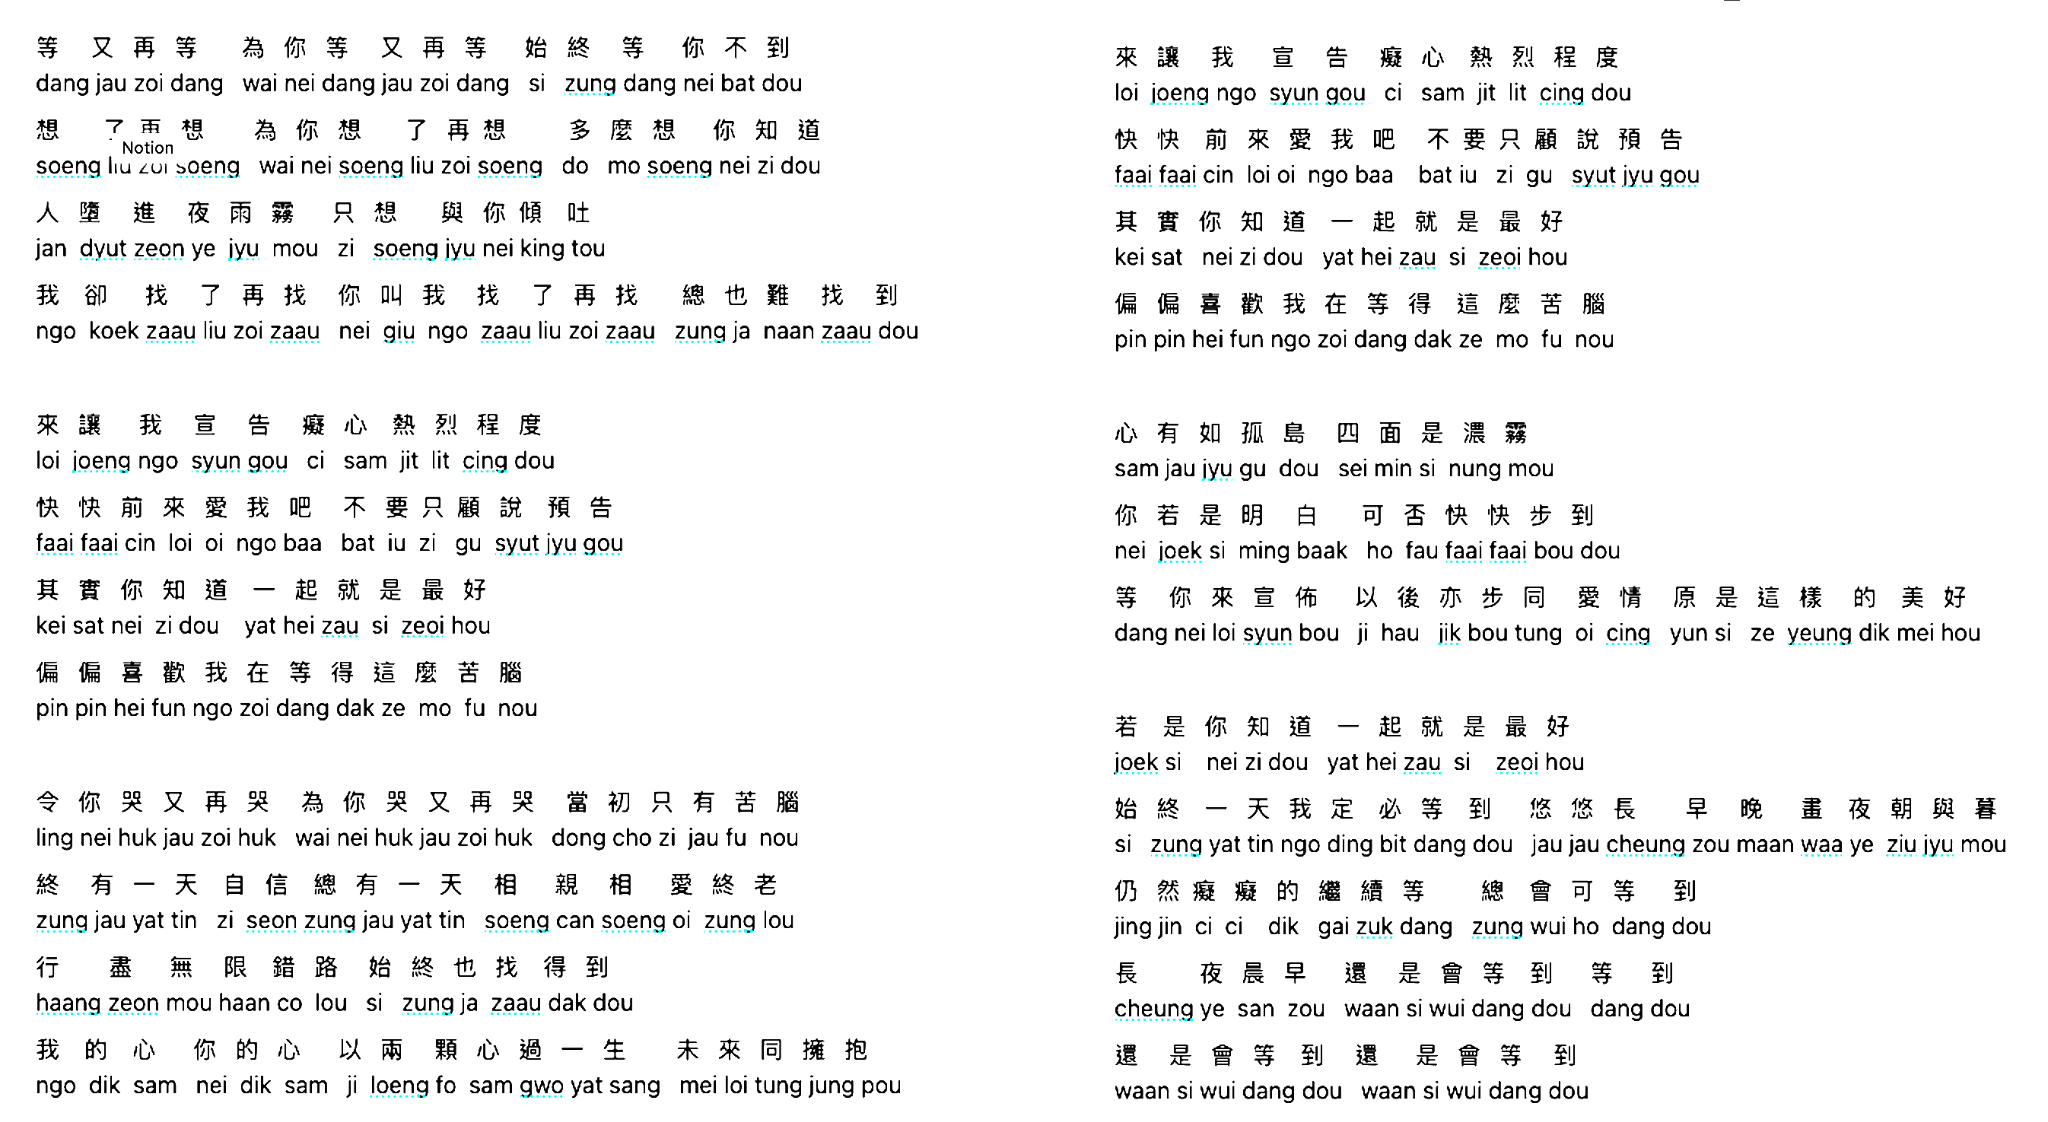 等 又 再 等 為 你 等 又 再 等 始 終 等 你 不 到
dang jau zoi dang wai nei dang jau zoi dang si zung dang nei bat dou
想 了 再 想 為 你 想 了 再 想 多 麼 想 你 知 道
Notion
soeng liu zoi soeng wai nei soeng liu zoi soeng do mo soeng nei zi dou
人 墮 進 夜 雨 霧 只 想 與 你 傾 吐
jan dyut zeon ye jyu mou zi soeng jyu nei king tou
我 卻 找 了 再 找 你 叫 我 找 了 再 找 總 也 難 找 到
ngo koek zaau liu zoi zaau nei giu ngo zaau liu zoi zaau zung ja naan zaau dou
來 讓 我 宣 告 癡 心 熱 烈 程 度
loi joeng ngo syun gou ci sam jit lit cing dou
快 快 前 來 愛 我 吧 不 要 只 顧 說 預 告
faai faai cin loi oi ngo baa bat iu zi gu syut jyu gou
其 實 你 知 道 一 起 就 是 最 好
kei sat nei zi dou yat hei zau si zeoi hou
偏 偏 喜 歡 我 在 等 得 這 麼 苦 腦
pin pin hei fun ngo zoi dang dak ze mo fu nou
令 你 哭 又 再 哭 為 你 哭 又 再 哭 當 初 只 有 苦 腦
ling nei huk jau zoi huk wai nei huk jau zoi huk dong cho zi jau fu nou
終 有 一 天 自 信 總 有 一 天 相 親 相 愛 終 老
zung jau yat tin zi seon zung jau yat tin soeng can soeng oi zung lou
行 盡 無 限 錯 路 始 終 也 找 得 到
haang zeon mou haan co lou si zung ja zaau dak dou
我 的 心 你 的 心 以 兩 顆 心 過 一 生 未 來 同 擁 抱
ngo dik sam nei dik sam ji loeng fo sam gwo yat sang mei loi tung jung pou
來 讓 我 宣 告 癡 心 熱 烈 程 度
loi joeng ngo syun gou ci sam jit lit cing dou
快 快 前 來 愛 我 吧 不 要 只 顧 說 預 告
faai faai cin loi oi ngo baa bat iu zi gu syut jyu gou
其 實 你 知 道 一 起 就 是 最 好
kei sat nei zi dou yat hei zau si zeoi hou
偏 偏 喜 歡 我 在 等 得 這 麼 苦 腦
pin pin hei fun ngo zoi dang dak ze mo fu nou
心 有 如 孤 島 四 面 是 濃 霧
sam jau jyu gu dou sei min si nung mou
你 若 是 明 白 可 否 快 快 步 到
nei joek si ming baak ho fau faai faai bou dou
等 你 來 宣 佈 以 後 亦 步 同 愛 情 原 是 這 樣 的 美 好
dang nei loi syun bou ji hau jik bou tung oi cing yun si ze yeung dik mei hou
若 是 你 知 道 一 起 就 是 最 好
joek si nei zi dou yat hei zau si zeoi hou
始 終 一 天 我 定 必 等 到 悠 悠 長 早 晚 晝 夜 朝 與 暮
si zung yat tin ngo ding bit dang dou jau jau cheung zou maan waa ye ziu jyu mou
仍 然 癡 癡 的 繼 續 等 總 會 可 等 到
jing jin ci ci dik gai zuk dang zung wui ho dang dou
長 夜 晨 早 還 是 會 等 到 等 到
cheung ye san zou waan si wui dang dou dang dou
還 是 會 等 到 還 是 會 等 到
waan si wui dang dou waan si wui dang dou